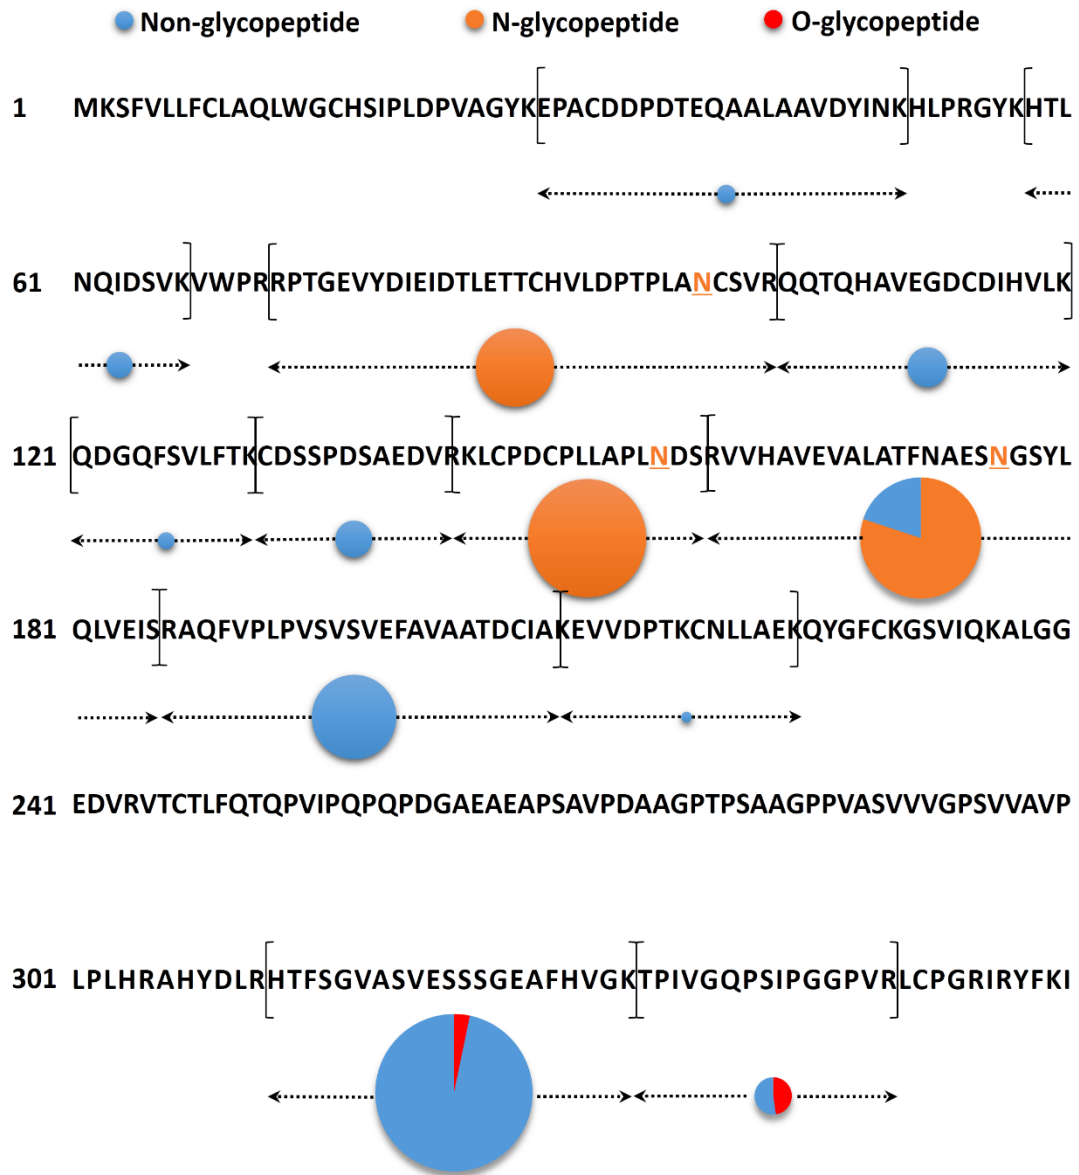 Non-glycopeptide N-glycopeptide O-glycopeptide
1 MKSFVLLFCLAQLWGCHSIPLDPVAGYKEPACDDPDTEQAALAAVDYINKHLPRGYKHTL
61 NQIDSVKVWPRRPTGEVYDIEIDTLETTCHVLDPTPLANCSVRQQTQHAVEGDCDIHVLK
121 QDGQFSVLFTKCDSSPDSAEDVRKLCPDCPLLAPLNDSRVVHAVEVALATFNAESNGSYL
181 QLVEISRAQFVPLPVSVSVEFAVAATDCIAKEVVDPTKCNLLAEKQYGFCKGSVIQKALGG
241 EDVRVTCTLFQTQPVIPQPQPDGAEAEAPSAVPDAAGPTPSAAGPPVASVVVGPSVVAVP
301 LPLHRAHYDLRHTFSGVASVESSSGEAFHVGKTPIVGQPSIPGGPVRLCPGRIRYFKI